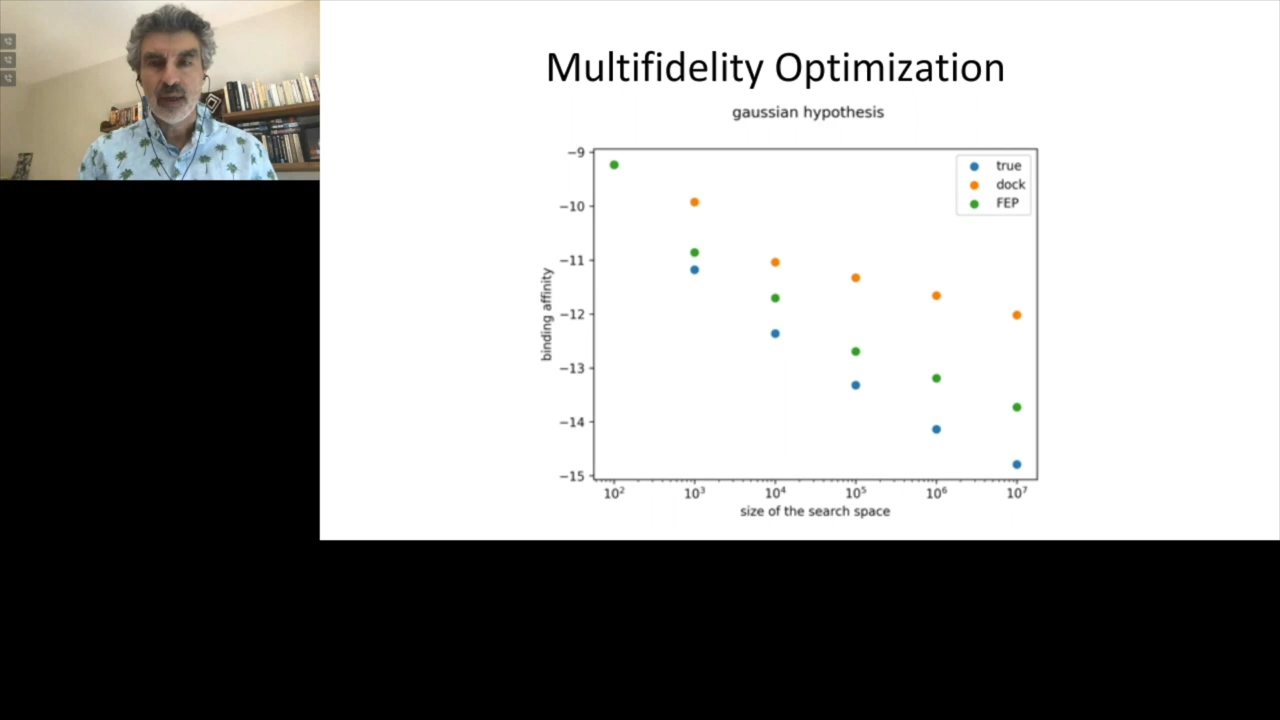 Multifidelity Optimization
gaussian hypothesis
−9
−10
−11
−12
−13
−14
−15
binding affinity
true
dock
FEP
10²
10³
10⁴
10⁵
10⁶
10⁷
size of the search space